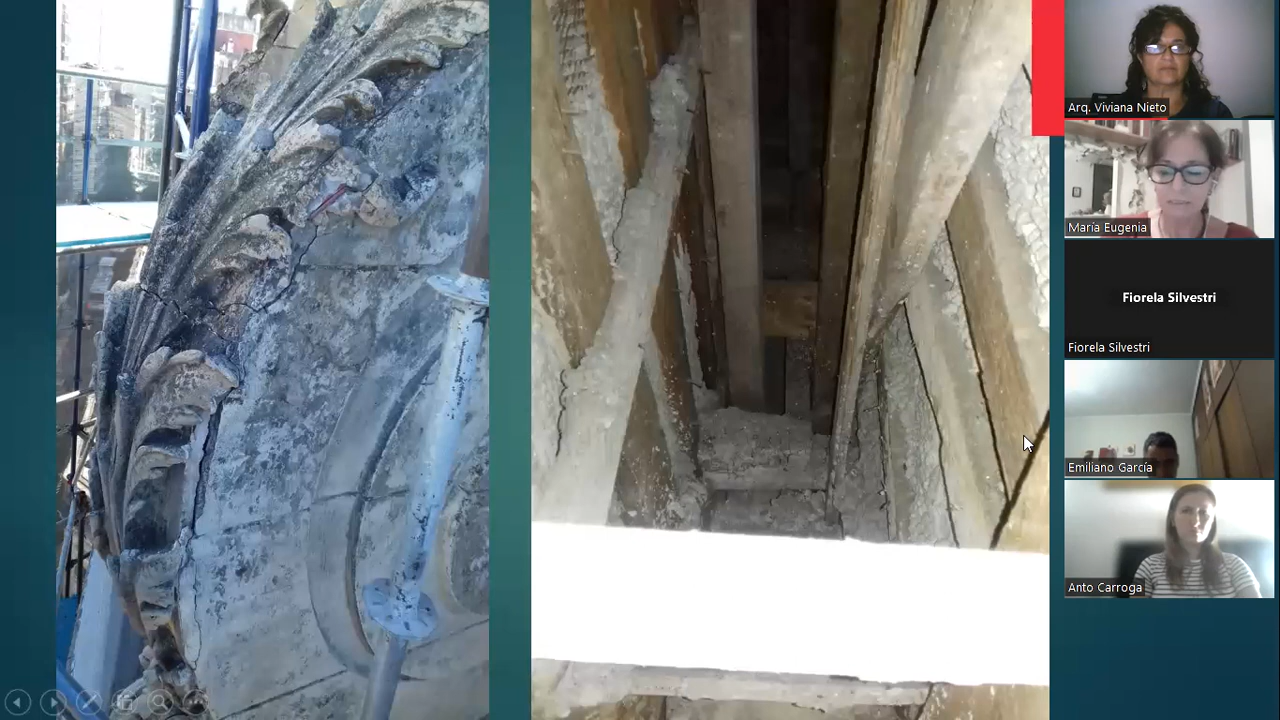 Arq. Viviana Nieto
María Eugenia
Fiorela Silvestri
Fiorela Silvestri
Emiliano García
Anto Carroga